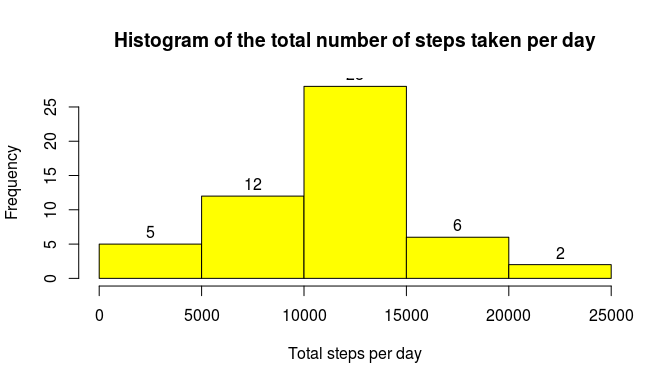 Histogram of the total number of steps taken per day
Frequency
25
20
15
10
5
0
5
12
6
2
0 5000 10000 15000 20000 25000
Total steps per day